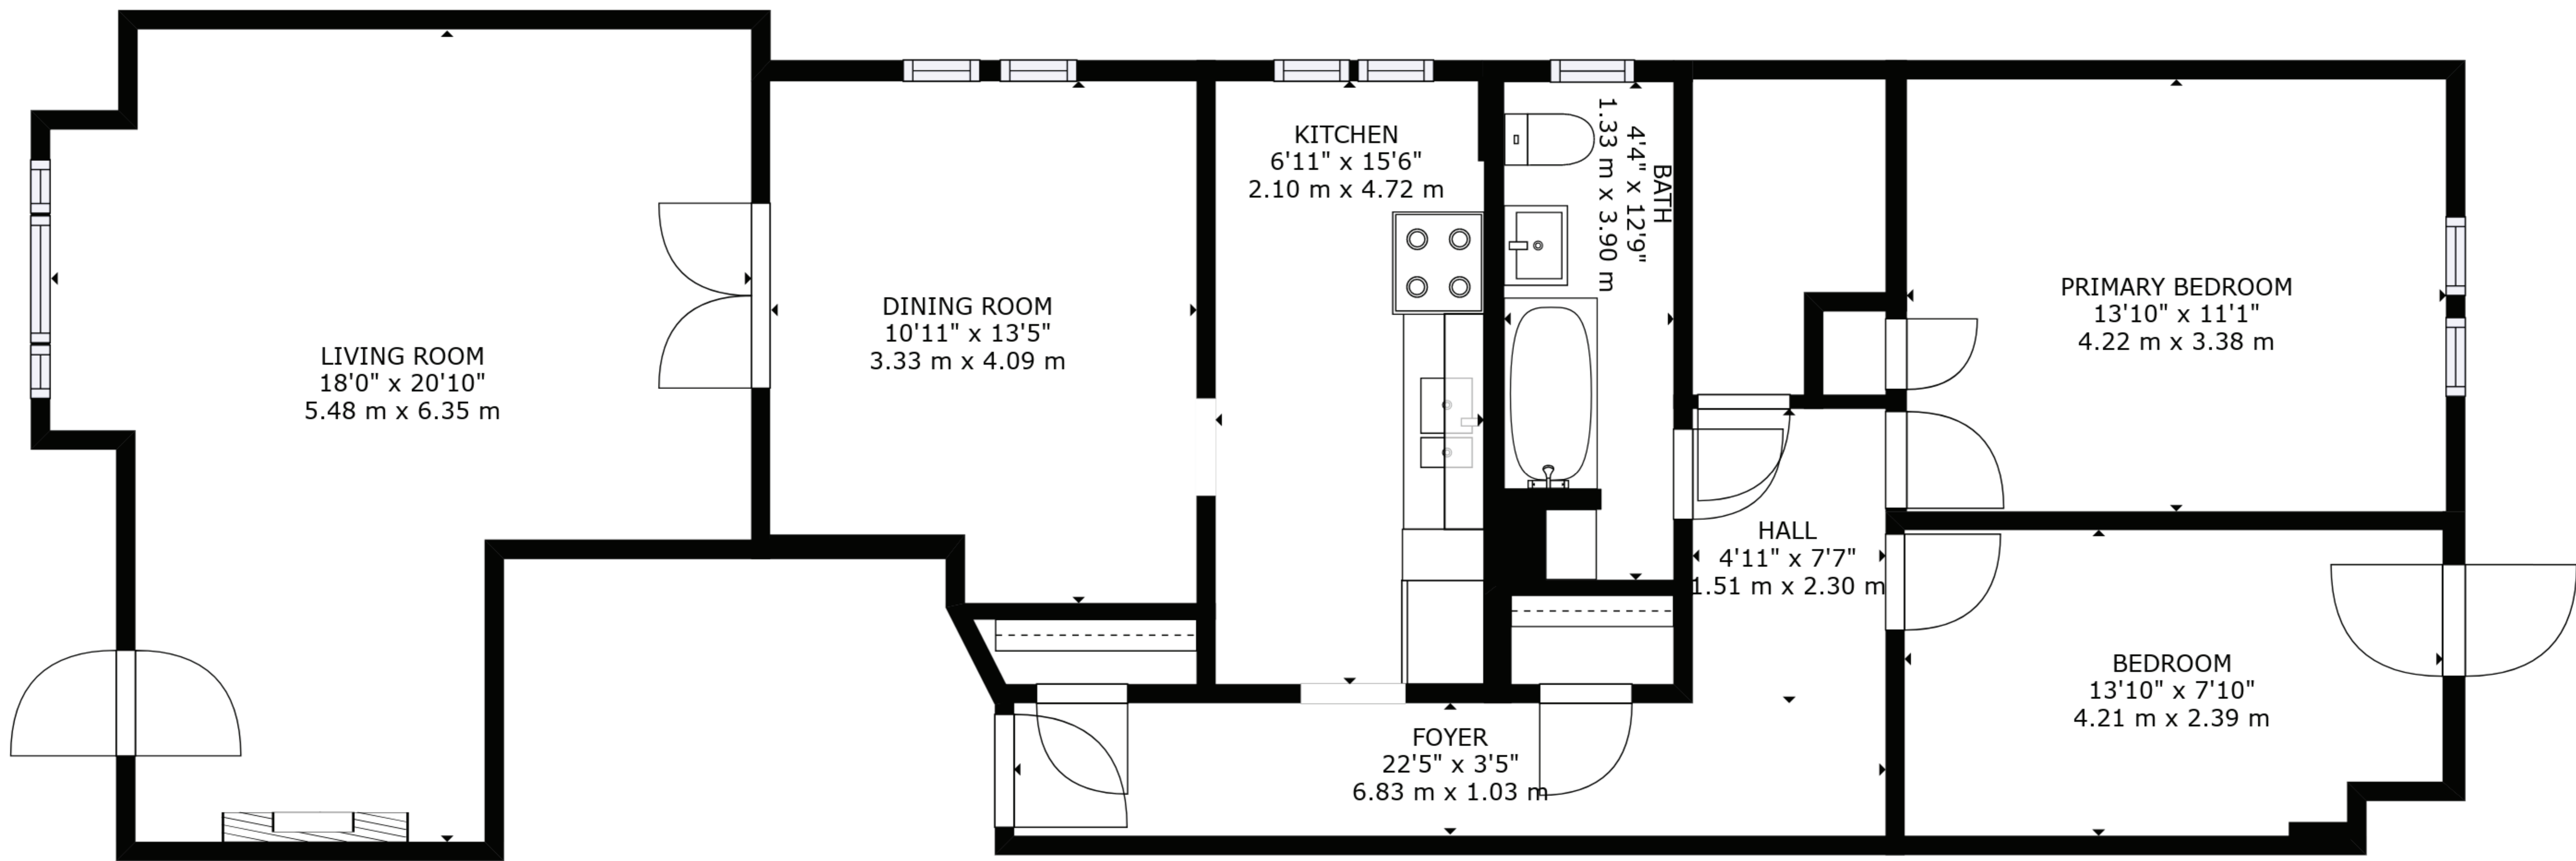 LIVING ROOM
18'0" x 20'10"
5.48 m x 6.35 m
DINING ROOM
10'11" x 13'5"
3.33 m x 4.09 m
KITCHEN
6'11" x 15'6"
2.10 m x 4.72 m
BATH
4'4" x 12'9"
1.33 m x 3.90 m
HALL
4'11" x 7'7"
1.51 m x 2.30 m
FOYER
22'5" x 3'5"
6.83 m x 1.03 m
PRIMARY BEDROOM
13'10" x 11'1"
4.22 m x 3.38 m
BEDROOM
13'10" x 7'10"
4.21 m x 2.39 m